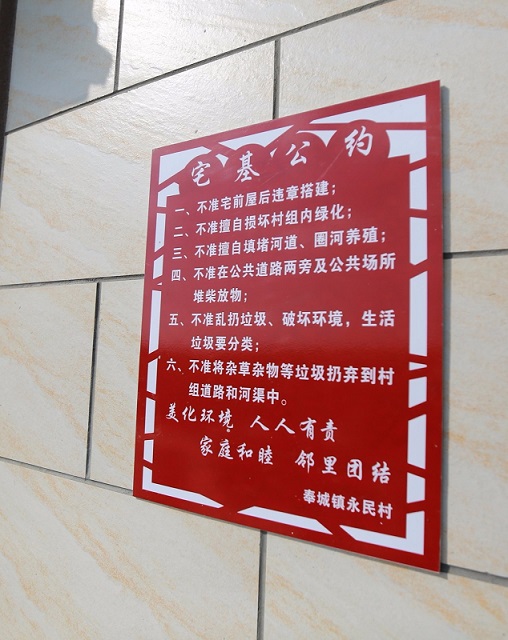 宅基公约
一、不准宅前屋后违章搭建；
二、不准擅自损坏村组内绿化；
三、不准擅自填堵河道、圈河养殖；
四、不准在公共道路两旁及公共场所
堆柴放物；
五、不准乱扔垃圾、破坏环境，生活
垃圾要分类；
六、不准将杂草杂物等垃圾扔弃到村
组道路和河渠中。
美化环境 人人有责
家庭和睦 邻里团结
奉城镇永民村